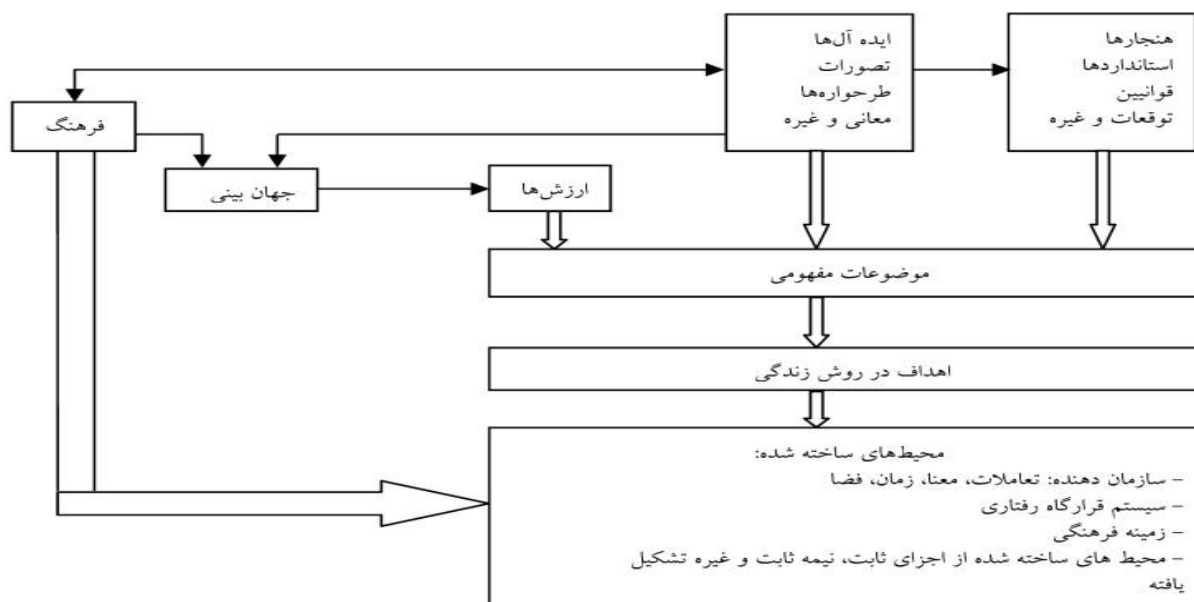 هنجارها
استانداردها
قوانیین
توقعات و غیره
ایده آل‌ها
تصورات
طرحواره‌ها
معانی و غیره
فرهنگ
جهان بینی
ارزش‌ها
موضوعات مفهومی
اهداف در روش زندگی
محیط‌های ساخته شده:
– سازمان دهنده: تعاملات، معنا، زمان، فضا
– سیستم قرارگاه رفتاری
– زمینه فرهنگی
– محیط های ساخته شده از اجزای ثابت، نیمه ثابت و غیره تشکیل
یافته